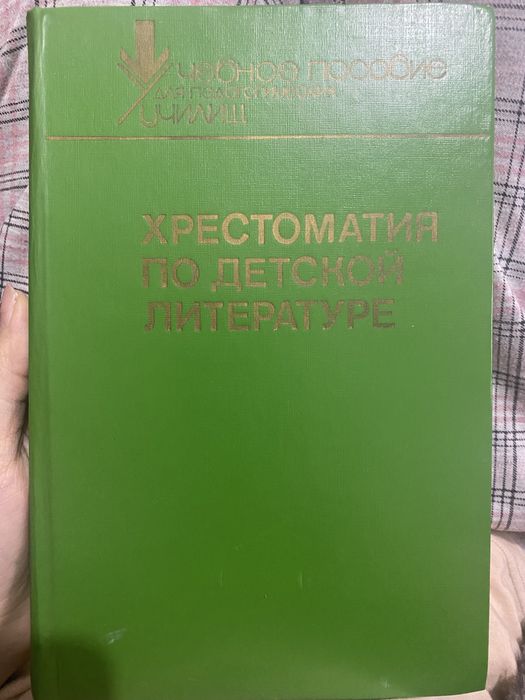 Учебное пособие
для педагогических
училищ
ХРЕСТОМАТИЯ
ПО ДЕТСКОЙ
ЛИТЕРАТУРЕ